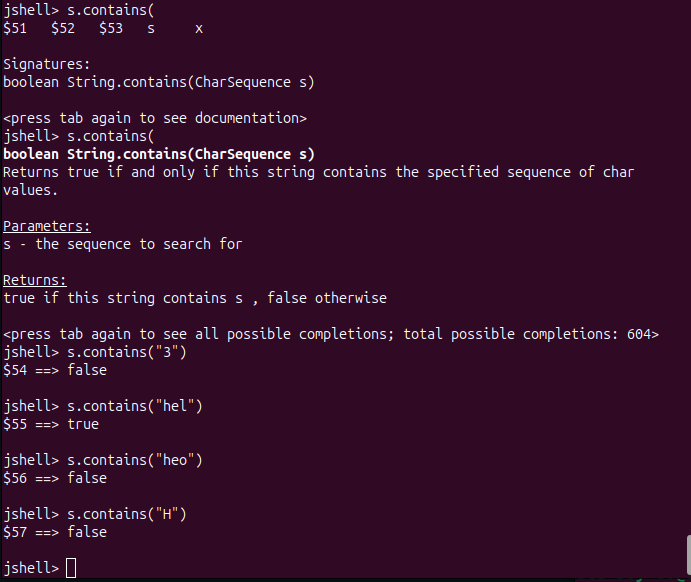 jshell> s.contains(
$51   $52   $53   s     x

Signatures:
boolean String.contains(CharSequence s)

<press tab again to see documentation>
jshell> s.contains(
boolean String.contains(CharSequence s)
Returns true if and only if this string contains the specified sequence of char
values.

Parameters:
s - the sequence to search for

Returns:
true if this string contains s , false otherwise

<press tab again to see all possible completions; total possible completions: 604>
jshell> s.contains("3")
$54 ==> false

jshell> s.contains("hel")
$55 ==> true

jshell> s.contains("heo")
$56 ==> false

jshell> s.contains("H")
$57 ==> false

jshell>